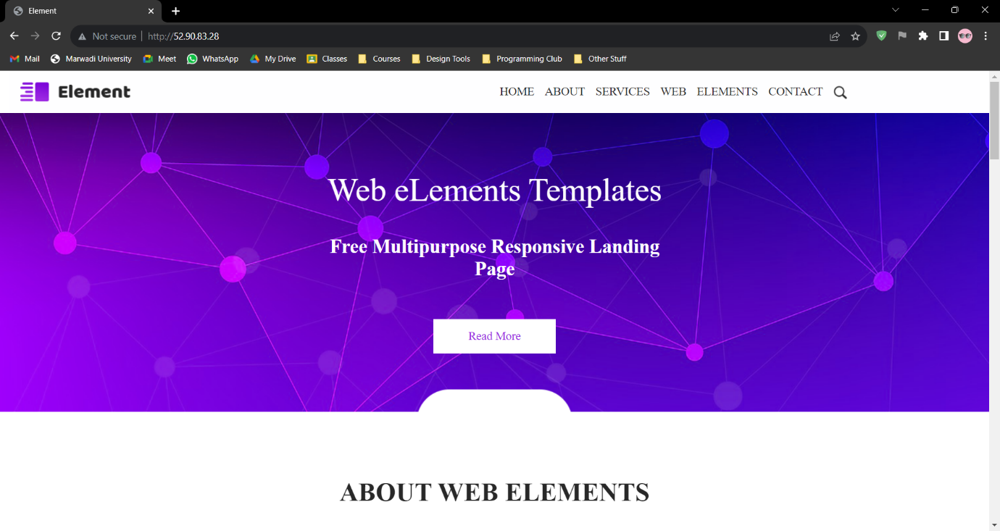 Element
Not secure | http://52.90.83.28
Mail Marwadi University Meet WhatsApp My Drive Classes Courses Design Tools Programming Club Other Stuff
Element HOME ABOUT SERVICES WEB ELEMENTS CONTACT
Web eLements Templates
Free Multipurpose Responsive Landing
Page
Read More
ABOUT WEB ELEMENTS